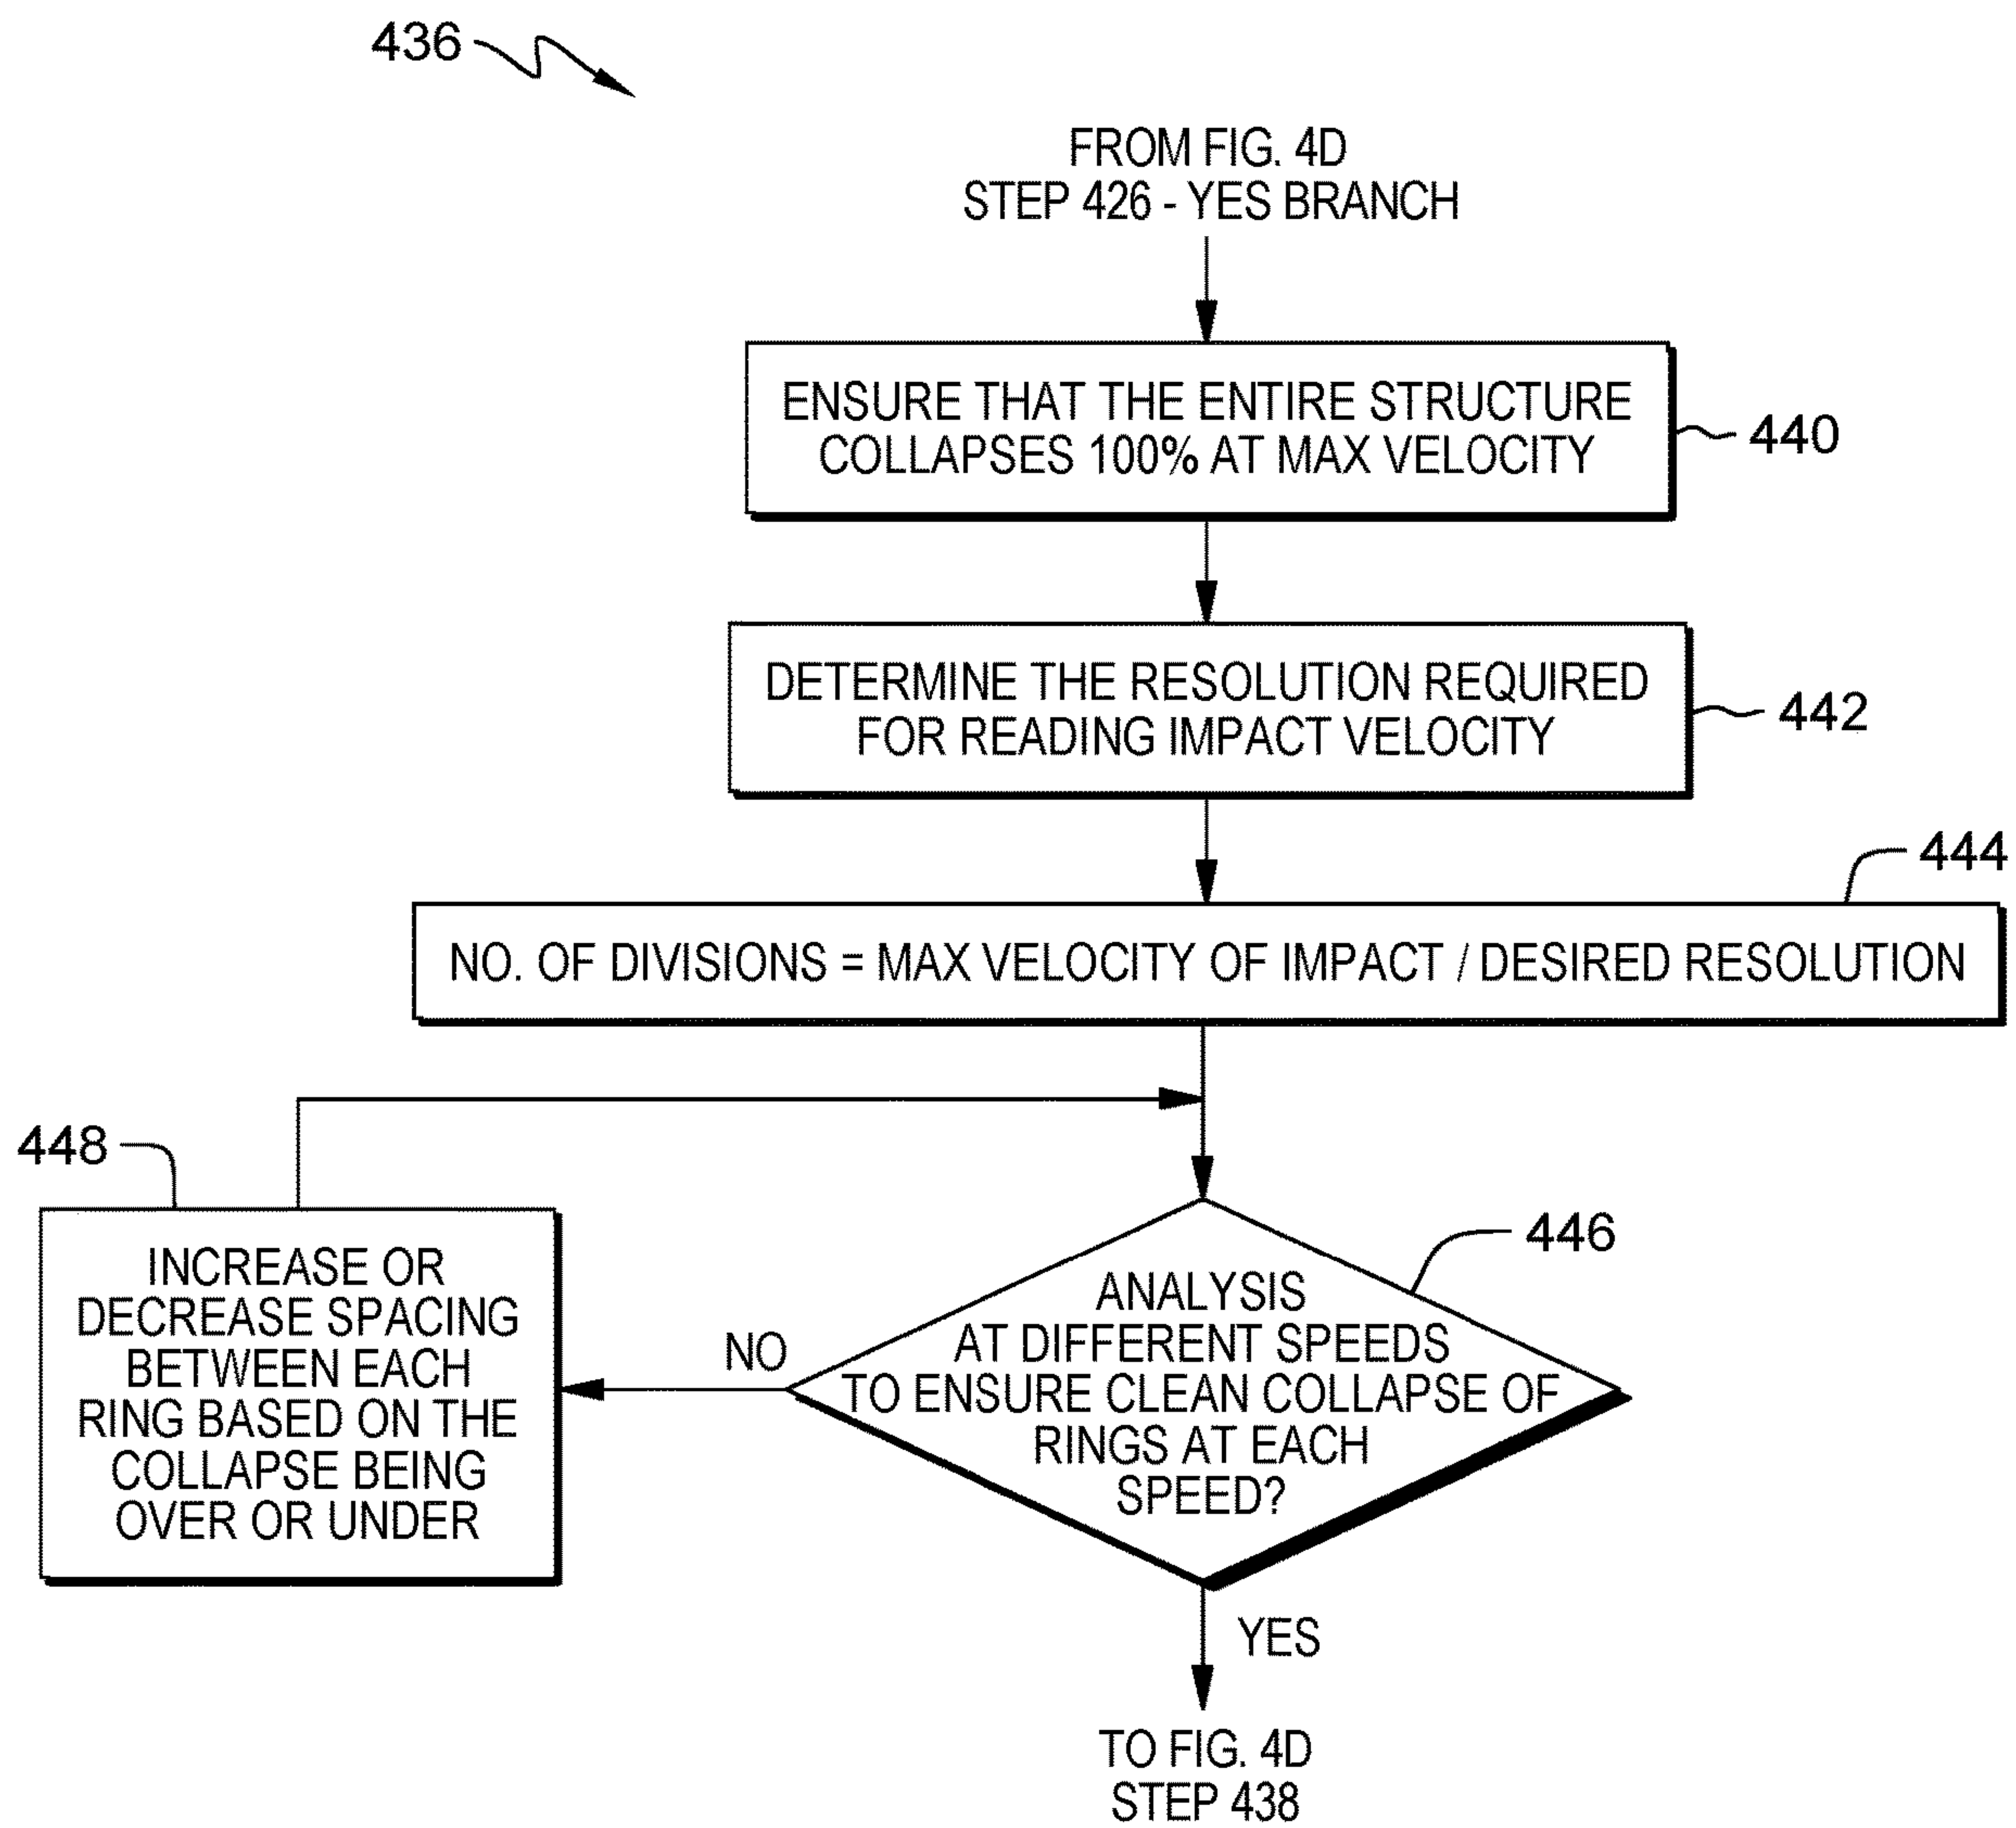 436
FROM FIG. 4D
STEP 426 - YES BRANCH
ENSURE THAT THE ENTIRE STRUCTURE
COLLAPSES 100% AT MAX VELOCITY
440
DETERMINE THE RESOLUTION REQUIRED
FOR READING IMPACT VELOCITY
442
444
NO. OF DIVISIONS = MAX VELOCITY OF IMPACT / DESIRED RESOLUTION
448
INCREASE OR
DECREASE SPACING
BETWEEN EACH
RING BASED ON THE
COLLAPSE BEING
OVER OR UNDER
NO
446
ANALYSIS
AT DIFFERENT SPEEDS
TO ENSURE CLEAN COLLAPSE OF
RINGS AT EACH
SPEED?
YES
TO FIG. 4D
STEP 438